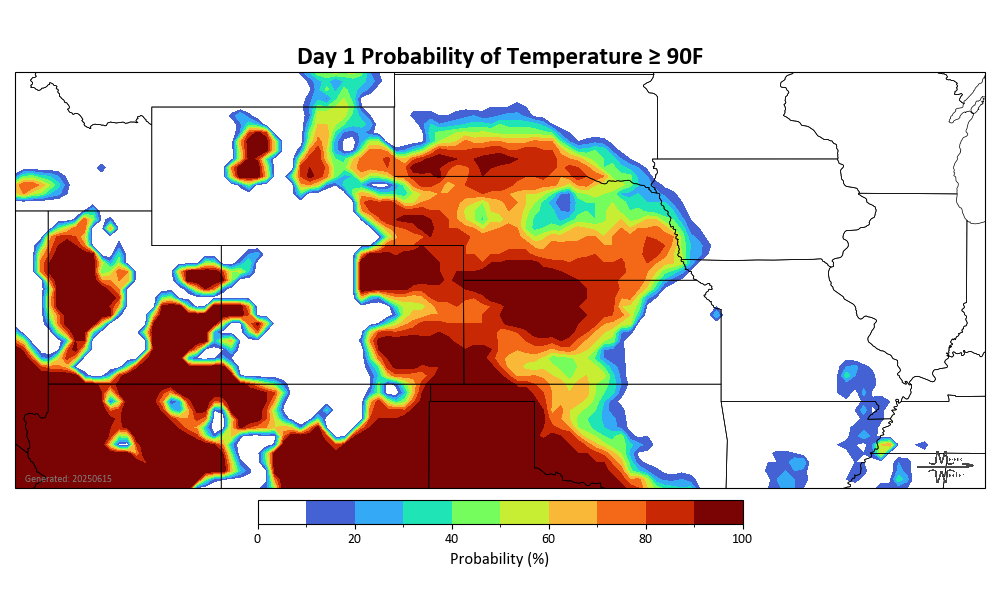 Day 1 Probability of Temperature ≥ 90F
Generated: 20250615
0 20 40 60 80 100
Probability (%)